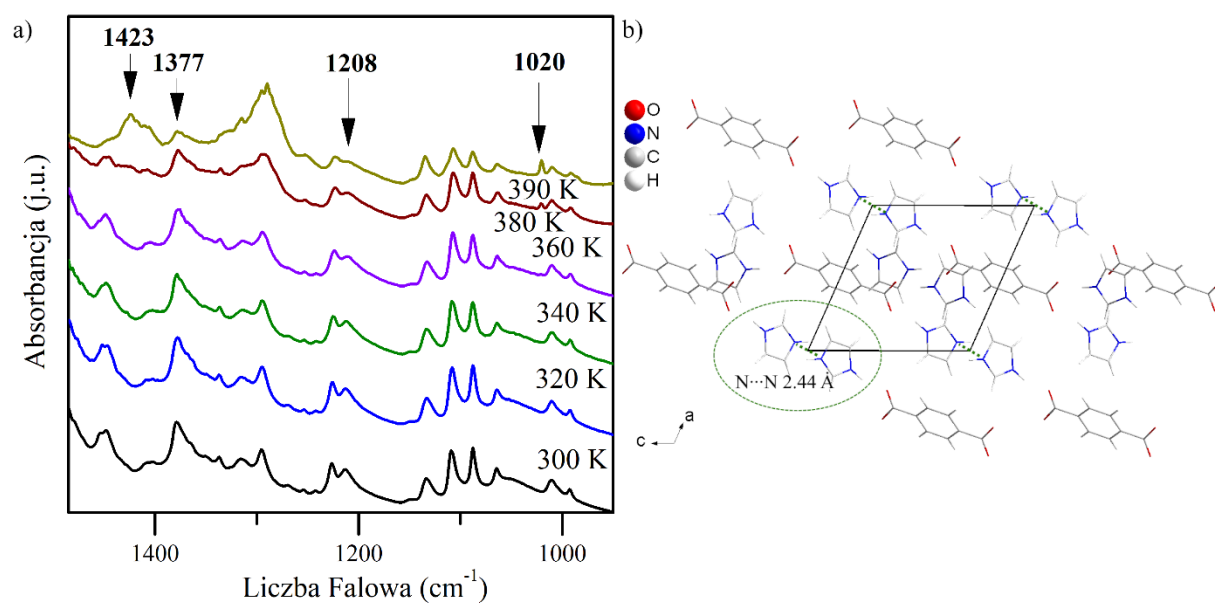 a)
1423
1377
1208
1020
390 K
380 K
360 K
340 K
320 K
300 K
Absorbancja (j.u.)
1400
1200
1000
Liczba Falowa (cm⁻¹)
b)
O
N
C
H
N···N 2.44 Å
a
c